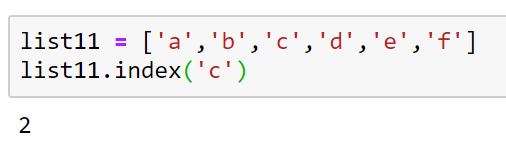 list11 = ['a','b','c','d','e','f']
list11.index('c')
2